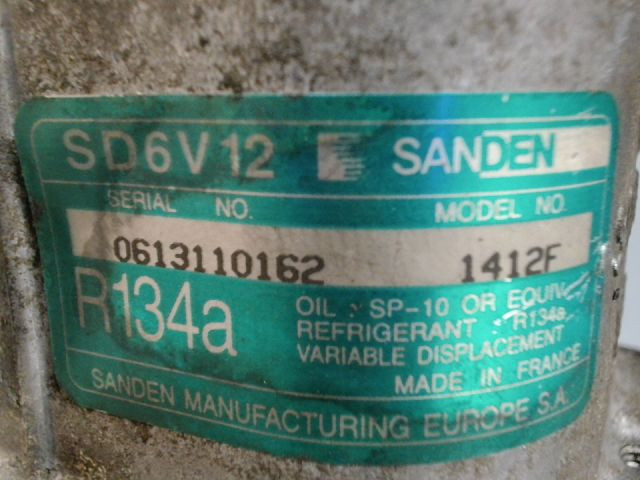 SD6V12 SANDEN
SERIAL NO. MODEL NO.
0613110162 1412F
R134a
OIL : SP-10 OR EQUIV.
REFRIGERANT : R134a
VARIABLE DISPLACEMENT
MADE IN FRANCE
SANDEN MANUFACTURING EUROPE S.A.